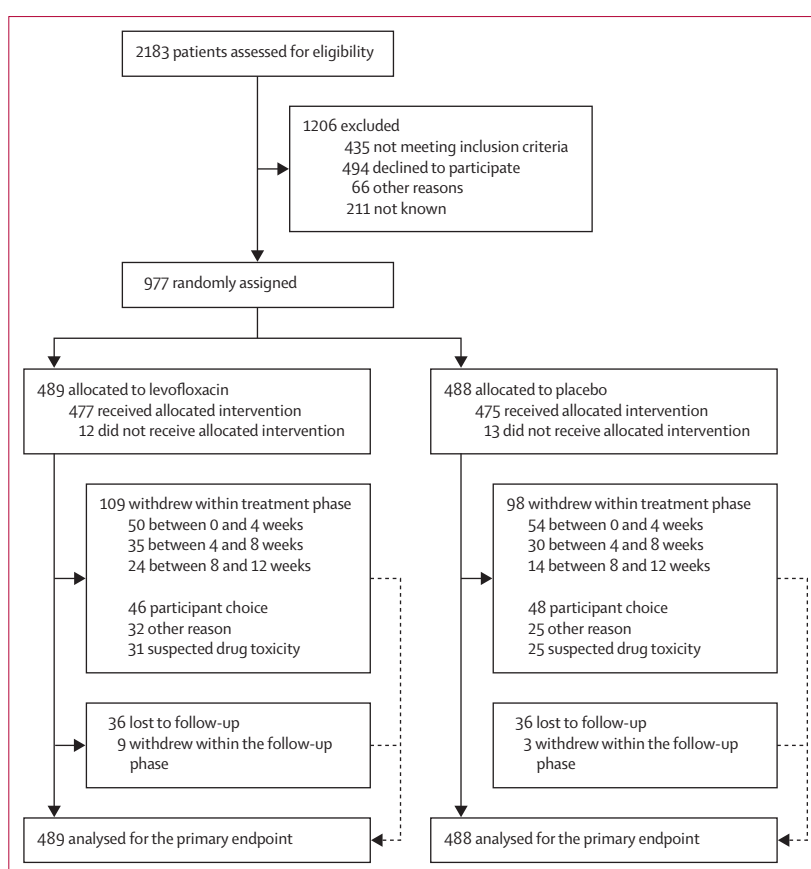 2183 patients assessed for eligibility
1206 excluded
435 not meeting inclusion criteria
494 declined to participate
66 other reasons
211 not known
977 randomly assigned
489 allocated to levofloxacin
477 received allocated intervention
12 did not receive allocated intervention
488 allocated to placebo
475 received allocated intervention
13 did not receive allocated intervention
109 withdrew within treatment phase
50 between 0 and 4 weeks
35 between 4 and 8 weeks
24 between 8 and 12 weeks
46 participant choice
32 other reason
31 suspected drug toxicity
98 withdrew within treatment phase
54 between 0 and 4 weeks
30 between 4 and 8 weeks
14 between 8 and 12 weeks
48 participant choice
25 other reason
25 suspected drug toxicity
36 lost to follow-up
9 withdrew within the follow-up
phase
36 lost to follow-up
3 withdrew within the follow-up
phase
489 analysed for the primary endpoint
488 analysed for the primary endpoint